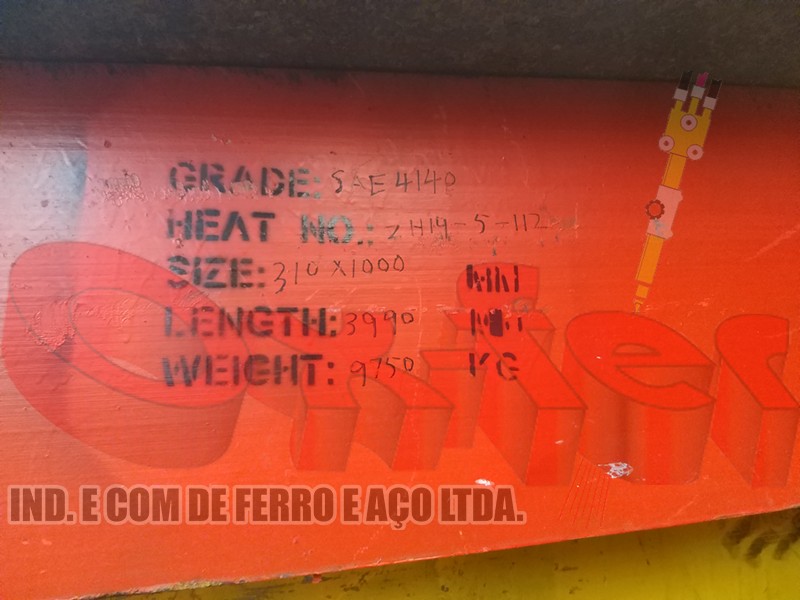 GRADE: SAE 4140
HEAT NO.: ZH14-5-112
SIZE: 310 X 1000 MM
LENGTH: 3990 MM
WEIGHT: 9750 KG
IND. E COM DE FERRO E AÇO LTDA.